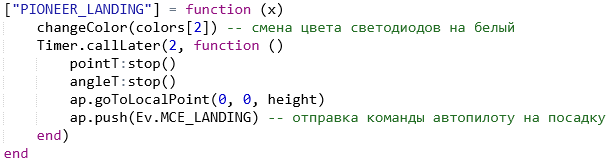 ["PIONEER_LANDING"] = function (x)
    changeColor(colors[2]) -- смена цвета светодиодов на белый
    Timer.callLater(2, function ()
        pointT:stop()
        angleT:stop()
        ap.goToLocalPoint(0, 0, height)
        ap.push(Ev.MCE_LANDING) -- отправка команды автопилоту на посадку
    end)
end